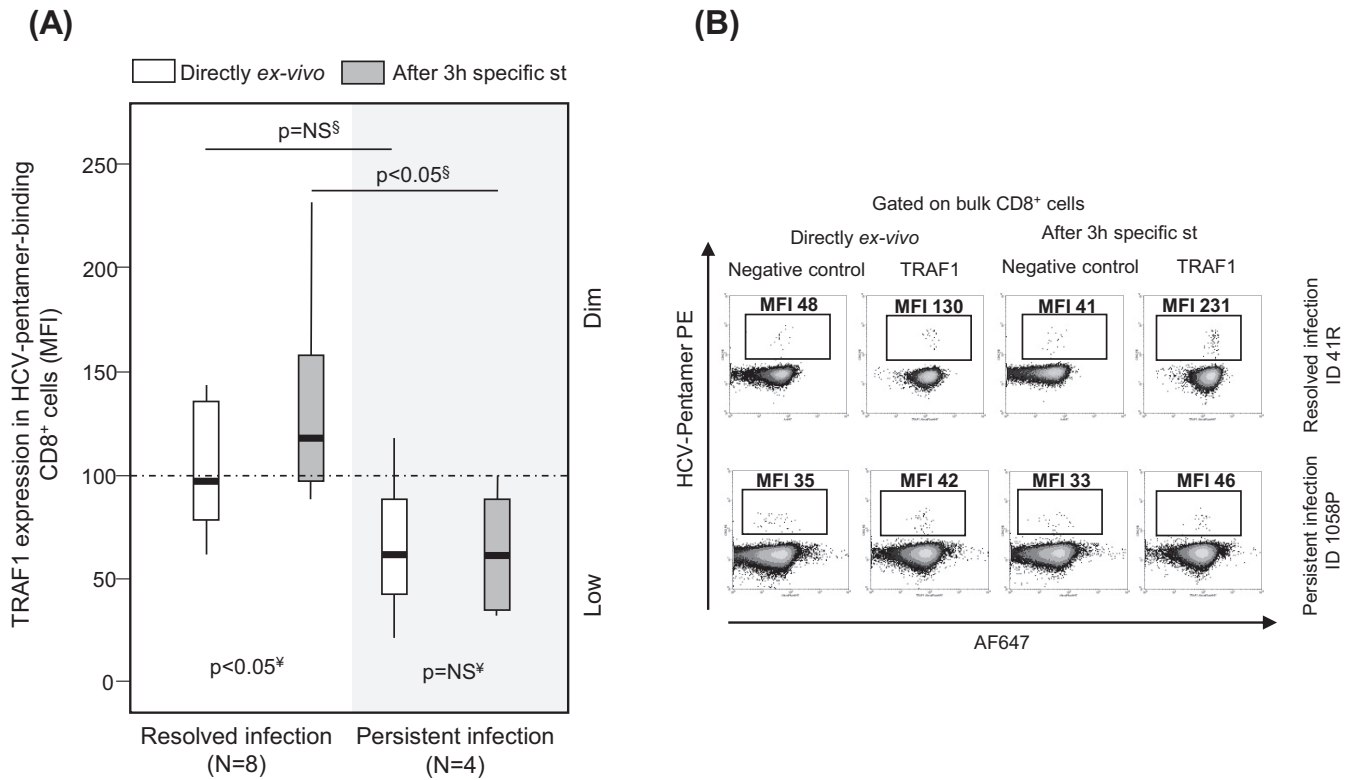 (A)
Directly ex-vivo
After 3h specific st
TRAF1 expression in HCV-pentamer-binding
CD8⁺ cells (MFI)
250
200
150
100
50
0
p=NS§
p<0.05§
Dim
Low
p<0.05¥
p=NS¥
Resolved infection
(N=8)
Persistent infection
(N=4)
(B)
Gated on bulk CD8⁺ cells
Directly ex-vivo
After 3h specific st
Negative control
TRAF1
Negative control
TRAF1
HCV-Pentamer PE
MFI 48
MFI 130
MFI 41
MFI 231
Resolved infection
ID 41R
MFI 35
MFI 42
MFI 33
MFI 46
Persistent infection
ID 1058P
AF647